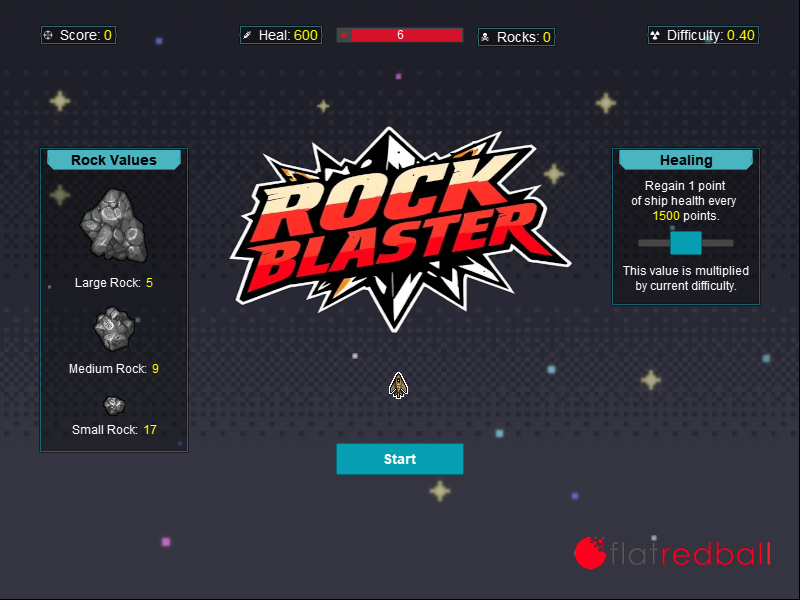 Score: 0
Heal: 600
6
Rocks: 0
Difficulty: 0.40
Rock Values
Large Rock: 5
Medium Rock: 9
Small Rock: 17
ROCK
BLASTER
Healing
Regain 1 point
of ship health every
1500 points.
This value is multiplied
by current difficulty.
Start
flatredball